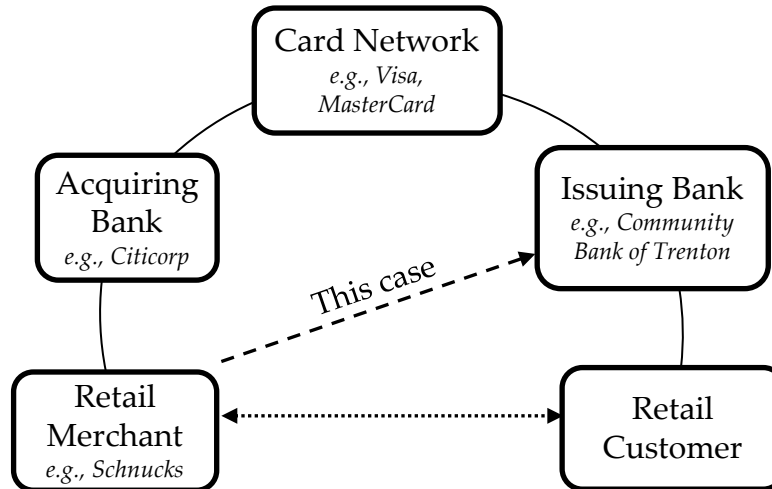 Card Network
e.g., Visa,
MasterCard
Acquiring
Bank
e.g., Citicorp
Issuing Bank
e.g., Community
Bank of Trenton
This case
Retail
Merchant
e.g., Schnucks
Retail
Customer